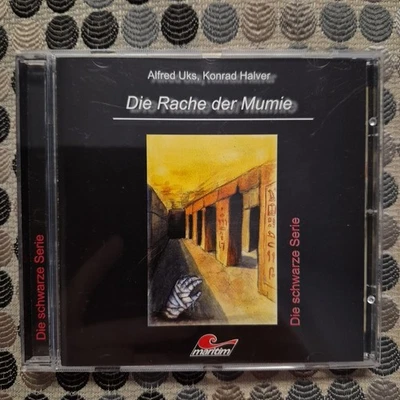 Alfred Uks, Konrad Halver
Die Rache der Mumie
Die schwarze Serie
Die schwarze Serie
maritim